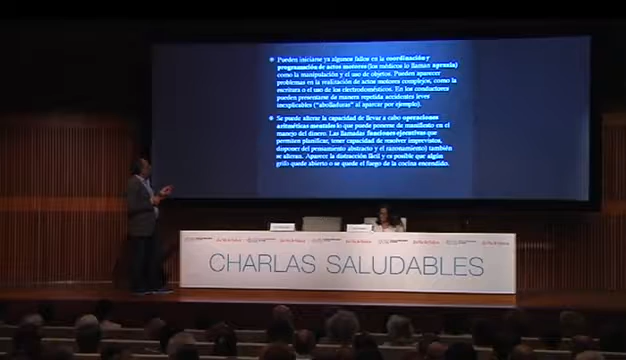 Pueden iniciarse ya algunos fallos en la coordinación y
programación de actos motores (los médicos lo llaman apraxia)
como la manipulación y el uso de objetos. Pueden aparecer
problemas en la realización de actos motores complejos, como la
escritura o el uso de los electrodomésticos. En los conductores
pueden presentarse de manera repetida accidentes leves
inexplicables ("abolladuras" al aparcar por ejemplo).
Se puede alterar la capacidad de llevar a cabo operaciones
aritméticas mentales lo que puede ponerse de manifiesto en el
manejo del dinero. Las llamadas funciones ejecutivas que
permiten planificar, tener capacidad de resolver imprevistos,
disponer del pensamiento abstracto y el razonamiento) también
se alteran. Aparece la distracción fácil y es posible que algún
grifo quede abierto o se quede el fuego de la cocina encendido.
CHARLAS SALUDABLES